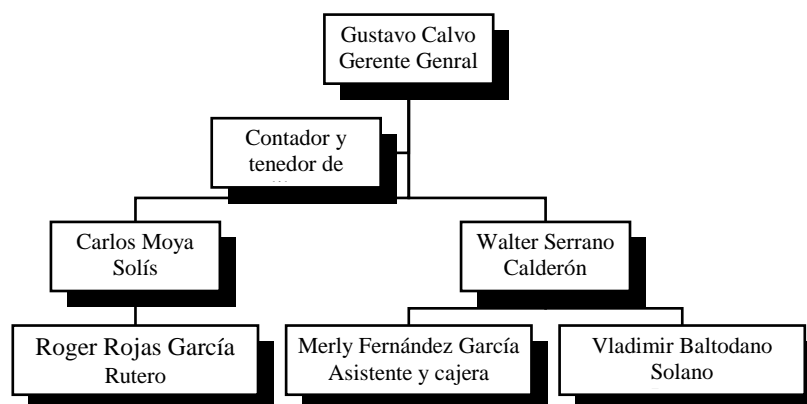 Gustavo Calvo
Gerente Genral
Contador y
tenedor de
Carlos Moya
Solís
Walter Serrano
Calderón
Roger Rojas García
Rutero
Merly Fernández García
Asistente y cajera
Vladimir Baltodano
Solano